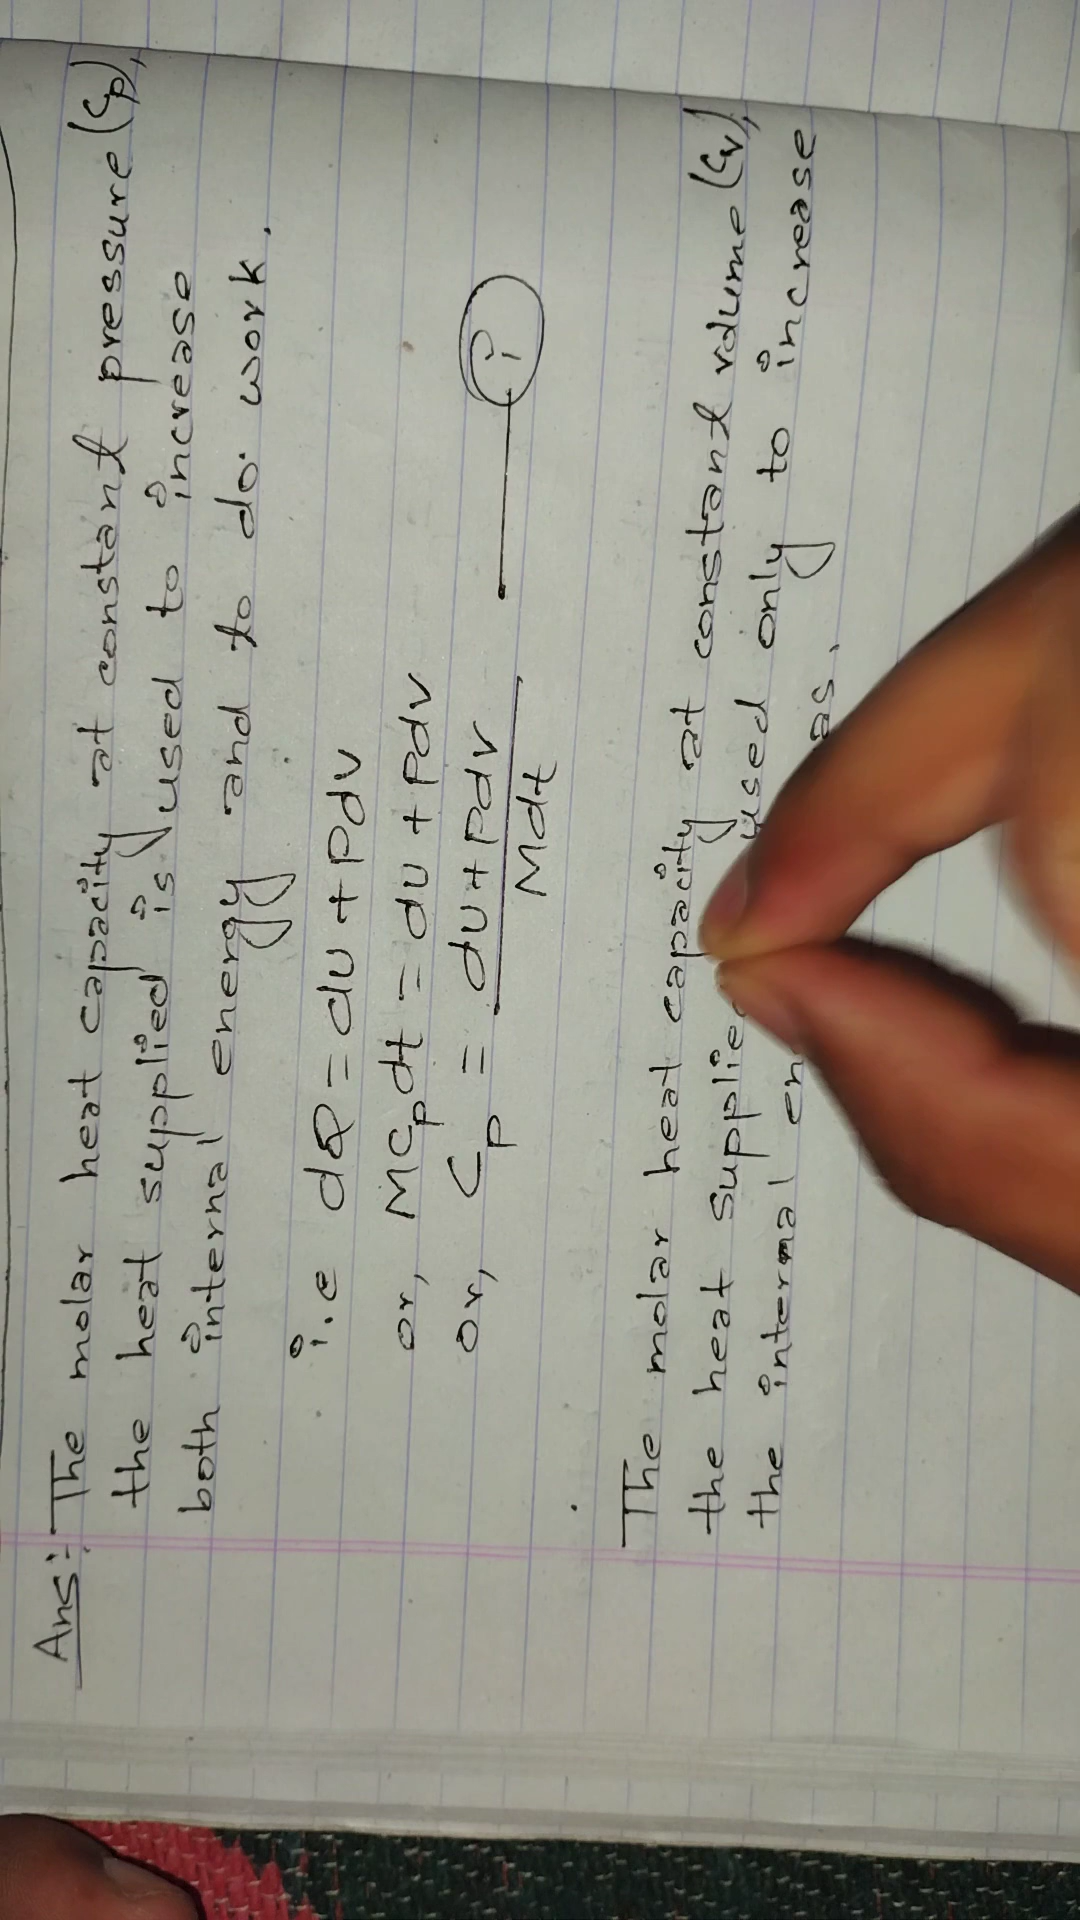 Ans:- The molar heat capacity at constant pressure (Cp),
the heat supplied is used to increase
both internal energy and to do work.
i.e dQ = dU + PdV
or, MCpdt = dU + PdV
or, Cp = dU + PdV / Mdt ——— i
The molar heat capacity at constant volume (Cv),
the heat used only to increase
the internal